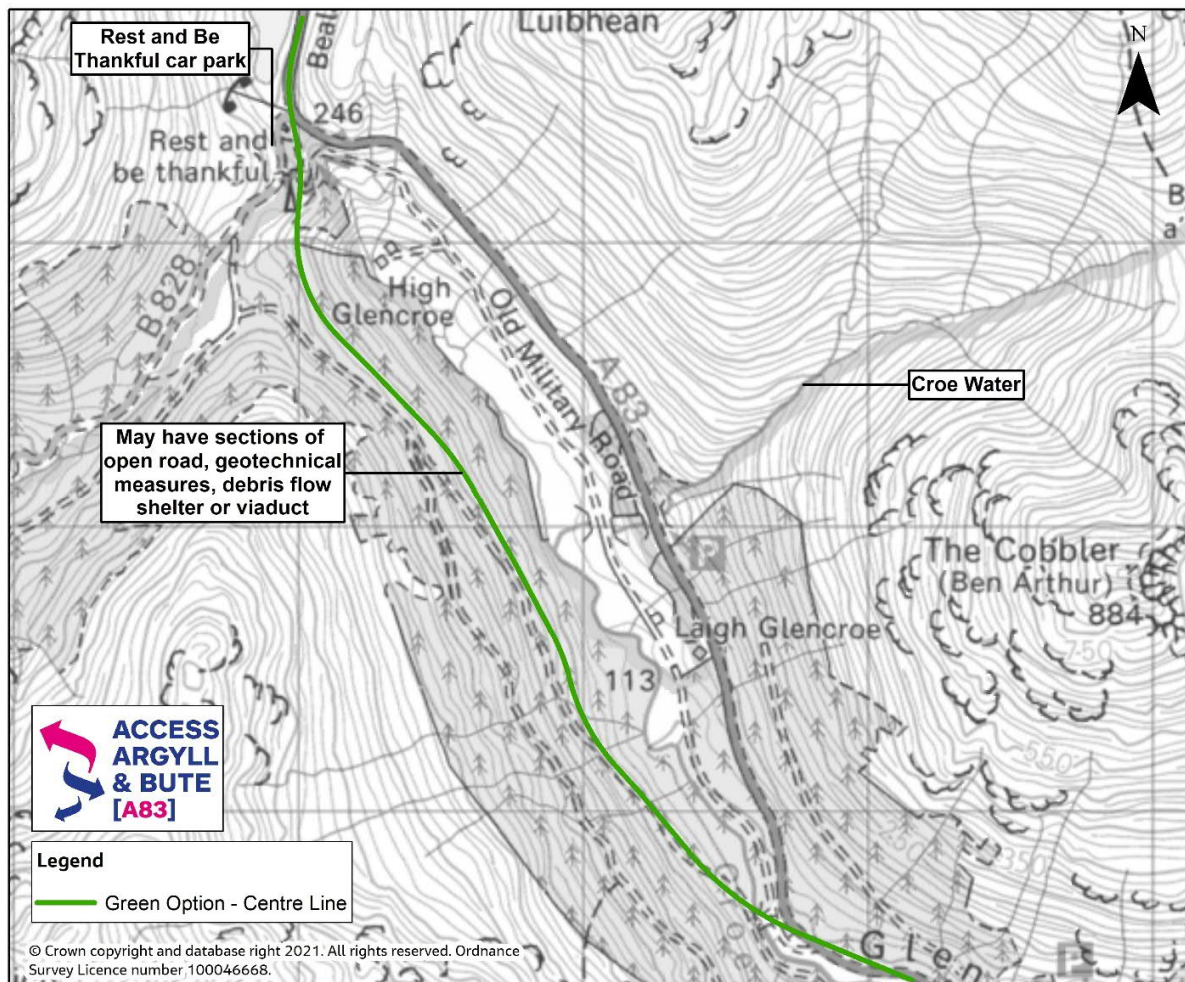 Luibhean
Rest and Be
Thankful car park
Beal
N
246
Rest and
be thankful
B
a'
B 828
High
Glencroe
Old Military Road
A 83
Croe Water
May have sections of
open road, geotechnical
measures, debris flow
shelter or viaduct
P
The Cobbler
(Ben Arthur)
884
750
Laigh Glencroe
113
ACCESS
ARGYLL
& BUTE
[A83]
550
250
350
Legend
Green Option - Centre Line
Glen
P
© Crown copyright and database right 2021. All rights reserved. Ordnance
Survey Licence number 100046668.